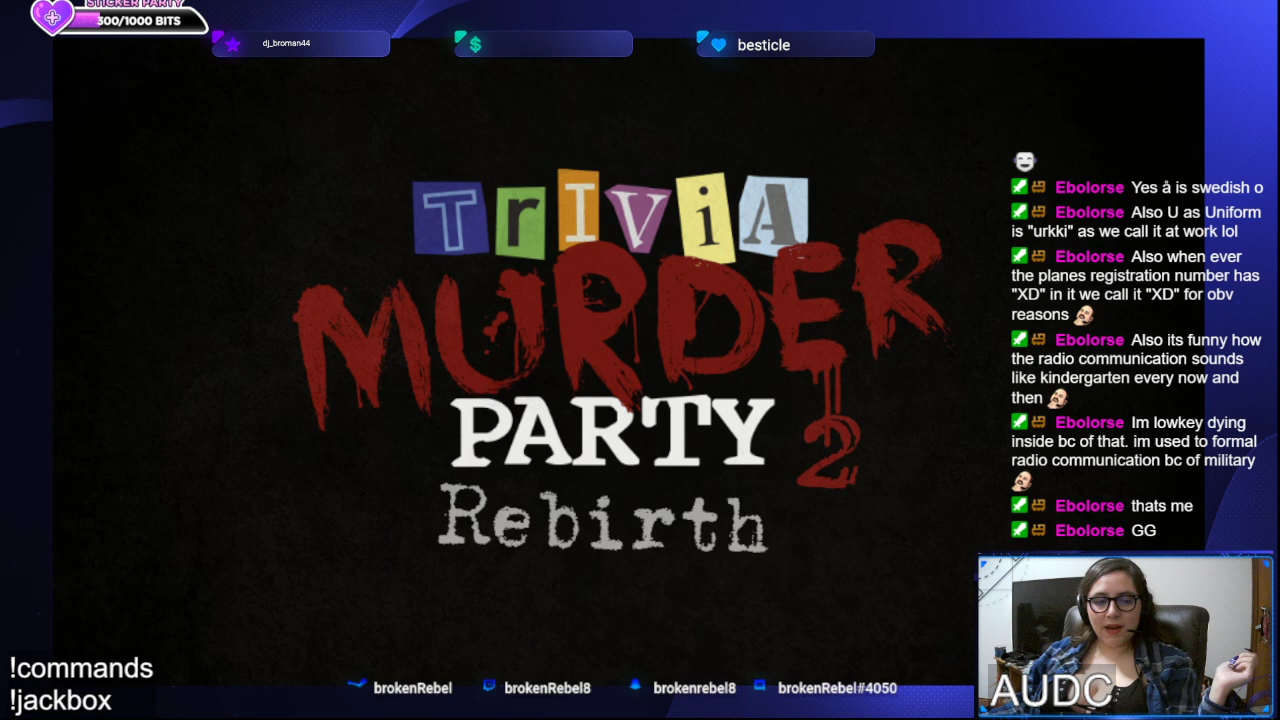 STICKER PARTY
300/1000 BITS
dj_broman44
besticle
TrIViA
MURDER
PARTY
2
Rebirth
Ebolorse Yes å is swedish o
Ebolorse Also U as Uniform
is "urkki" as we call it at work lol
Ebolorse Also when ever
the planes registration number has
"XD" in it we call it "XD" for obv
reasons
Ebolorse Also its funny how
the radio communication sounds
like kindergarten every now and
then
Ebolorse Im lowkey dying
inside bc of that. im used to formal
radio communication bc of military
Ebolorse thats me
Ebolorse GG
!commands
!jackbox
brokenRebel
brokenRebel8
brokenrebel8
brokenRebel#4050
AUDC